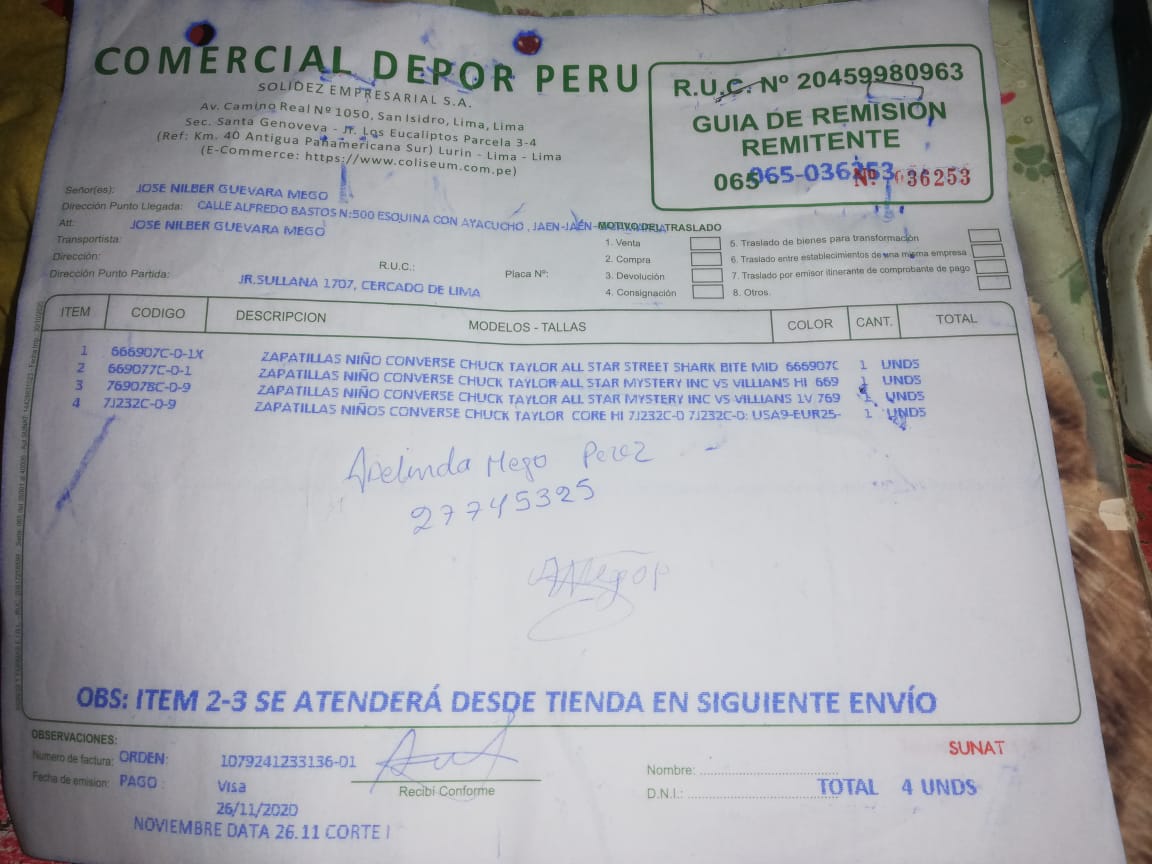 COMERCIAL DEPOR PERU
SOLIDEZ EMPRESARIAL S.A.
Av. Camino Real Nº 1050, San Isidro, Lima, Lima
Sec. Santa Genoveva - Jr. Los Eucaliptos Parcela 3-4
(Ref: Km. 40 Antigua Panamericana Sur) Lurin - Lima - Lima
(E-Commerce: https://www.coliseum.com.pe)
R.U.C. Nº 20459980963
GUIA DE REMISIÓN
REMITENTE
065- 065-036253 Nº 036253
Señor(es): JOSE NILBER GUEVARA MEGO
Dirección Punto Llegada: CALLE ALFREDO BASTOS N:500 ESQUINA CON AYACUCHO , JAEN-JAEN-
Att: JOSE NILBER GUEVARA MEGO
Transportista:
Dirección: R.U.C.: Placa Nº:
Dirección Punto Partida: JR.SULLANA 1707, CERCADO DE LIMA
MOTIVO DEL TRASLADO
1. Venta
2. Compra
3. Devolución
4. Consignación
5. Traslado de bienes para transformación
6. Traslado entre establecimientos de una misma empresa
7. Traslado por emisor itinerante de comprobante de pago
8. Otros.
ITEM CODIGO DESCRIPCION MODELOS - TALLAS COLOR CANT. TOTAL
1 666907C-0-1X ZAPATILLAS NIÑO CONVERSE CHUCK TAYLOR ALL STAR STREET SHARK BITE MID 666907C 1 UNDS
2 669077C-0-1 ZAPATILLAS NIÑO CONVERSE CHUCK TAYLOR ALL STAR MYSTERY INC VS VILLIANS HI 669 1 UNDS
3 769078C-0-9 ZAPATILLAS NIÑO CONVERSE CHUCK TAYLOR ALL STAR MYSTERY INC VS VILLIANS 1V 769 1 UNDS
4 7J232C-0-9 ZAPATILLAS NIÑOS CONVERSE CHUCK TAYLOR CORE HI 7J232C-0 7J232C-0: USA9-EUR25- 1 UNDS
Adelinda Mego Perez
27745325
OBS: ITEM 2-3 SE ATENDERÁ DESDE TIENDA EN SIGUIENTE ENVÍO
OBSERVACIONES:
Numero de factura: ORDEN: 1079241233136-01
Fecha de emision: PAGO : Visa
26/11/2020
NOVIEMBRE DATA 26.11 CORTE I
Recibí Conforme
SUNAT
Nombre:
D.N.I.: TOTAL 4 UNDS